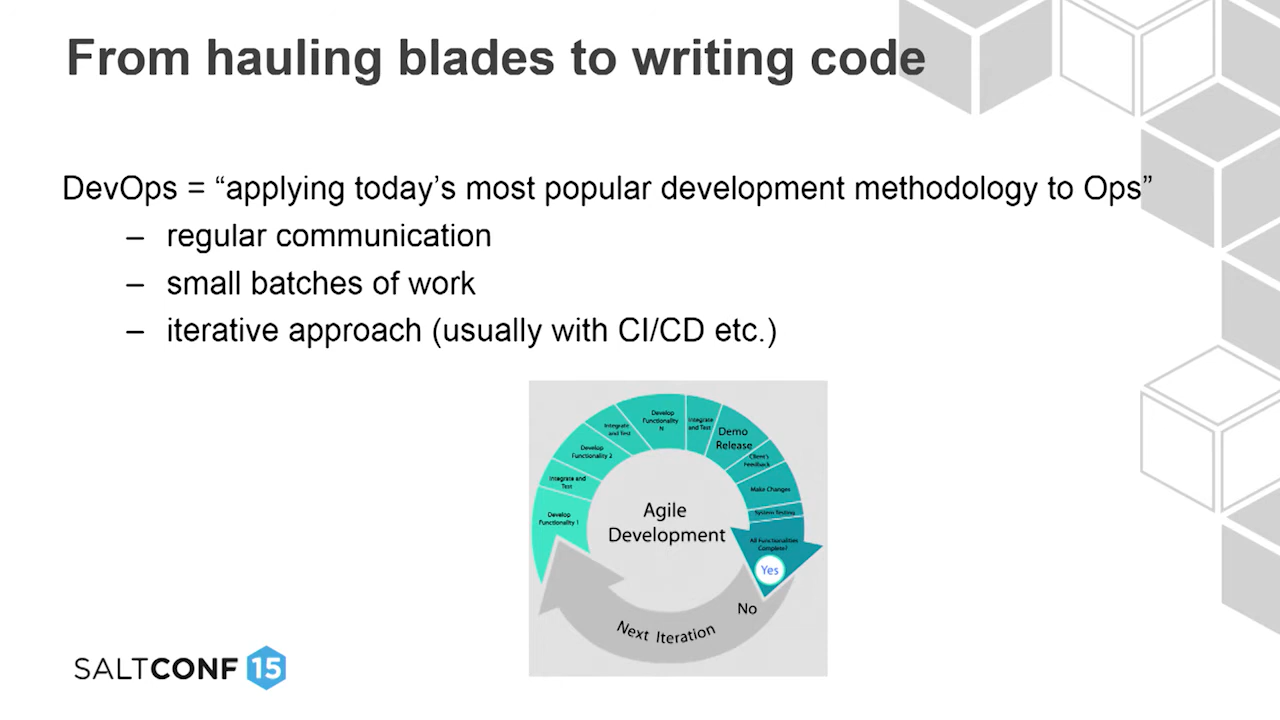 From hauling blades to writing code
DevOps = “applying today’s most popular development methodology to Ops”
– regular communication
– small batches of work
– iterative approach (usually with CI/CD etc.)
Develop
Functionality 1
Integrate and
Test
Develop
Functionality 2
Integrate
and Test
Develop
Functionality
N
Integrate
and Test
Demo
Release
Client's
Feedback
Make Changes
System Testing
All Functionalities
Complete?
Yes
No
Next Iteration
Agile
Development
SALTCONF 15